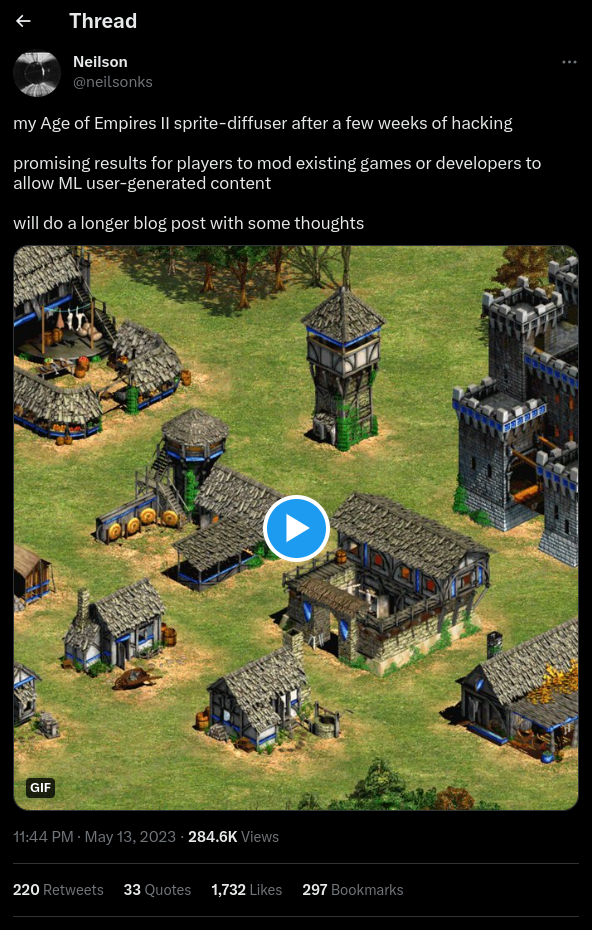 Thread
Neilson
@neilsonks
my Age of Empires II sprite-diffuser after a few weeks of hacking
promising results for players to mod existing games or developers to
allow ML user-generated content
will do a longer blog post with some thoughts
GIF
11:44 PM · May 13, 2023 · 284.6K Views
220 Retweets 33 Quotes 1,732 Likes 297 Bookmarks